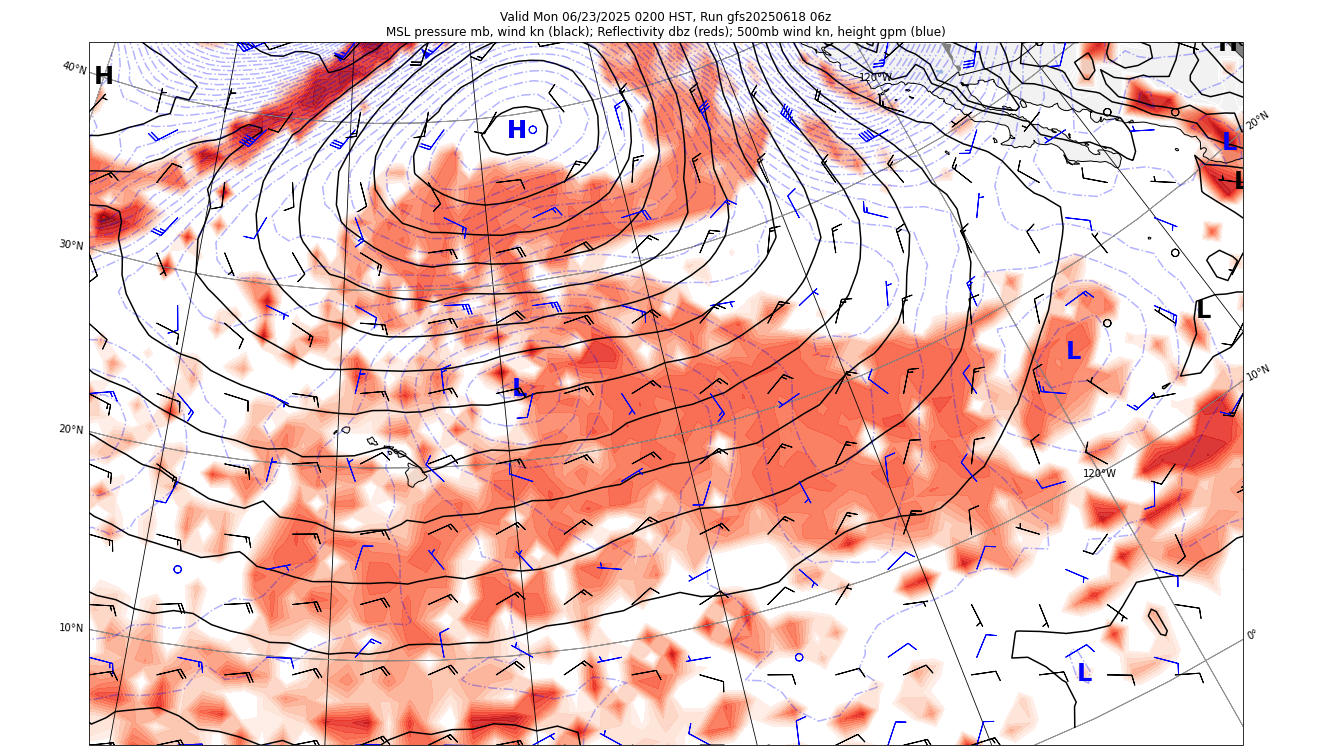 Valid Mon 06/23/2025 0200 HST, Run gfs20250618 06z
MSL pressure mb, wind kn (black); Reflectivity dbz (reds); 500mb wind kn, height gpm (blue)
H
40°N
H
120°W
H
20°N
L
L
30°N
L
L
10°N
L
20°N
120°W
10°N
0°
L